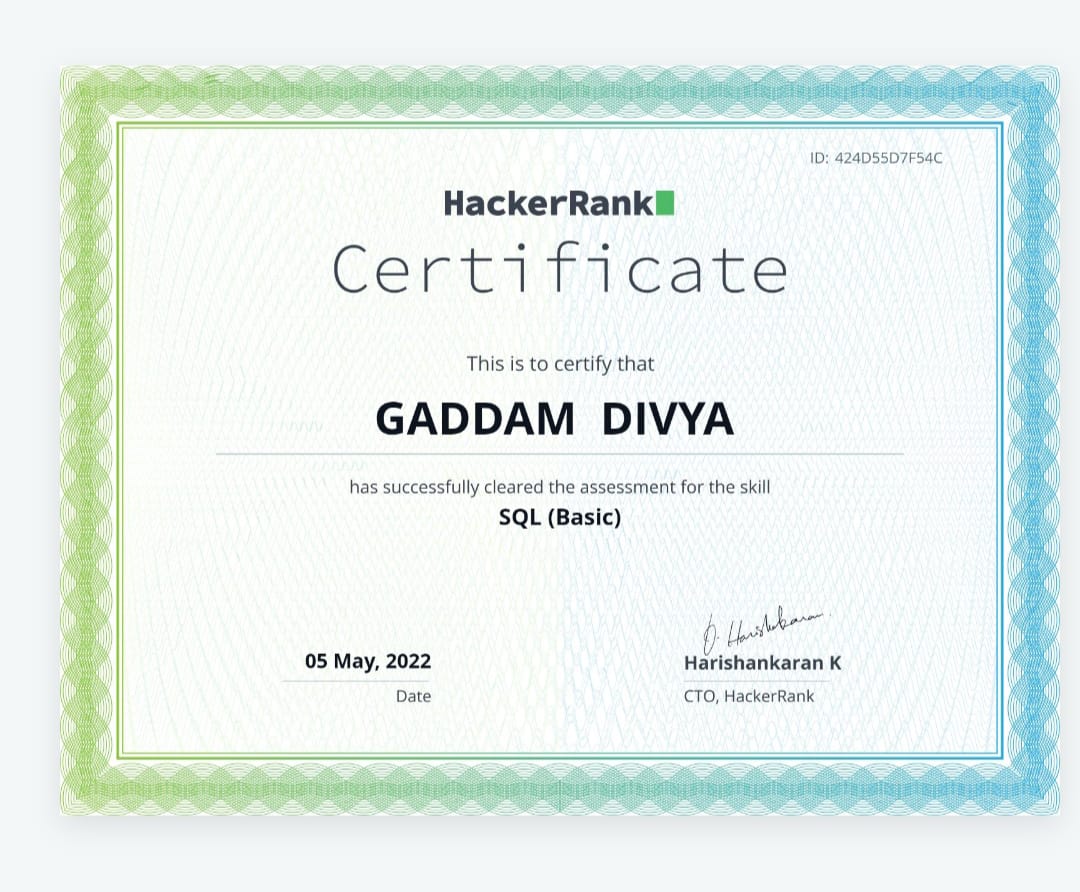 ID: 424D55D7F54C
HackerRank
Certificate
This is to certify that
GADDAM DIVYA
has successfully cleared the assessment for the skill
SQL (Basic)
05 May, 2022
Date
Harishankaran K
CTO, HackerRank